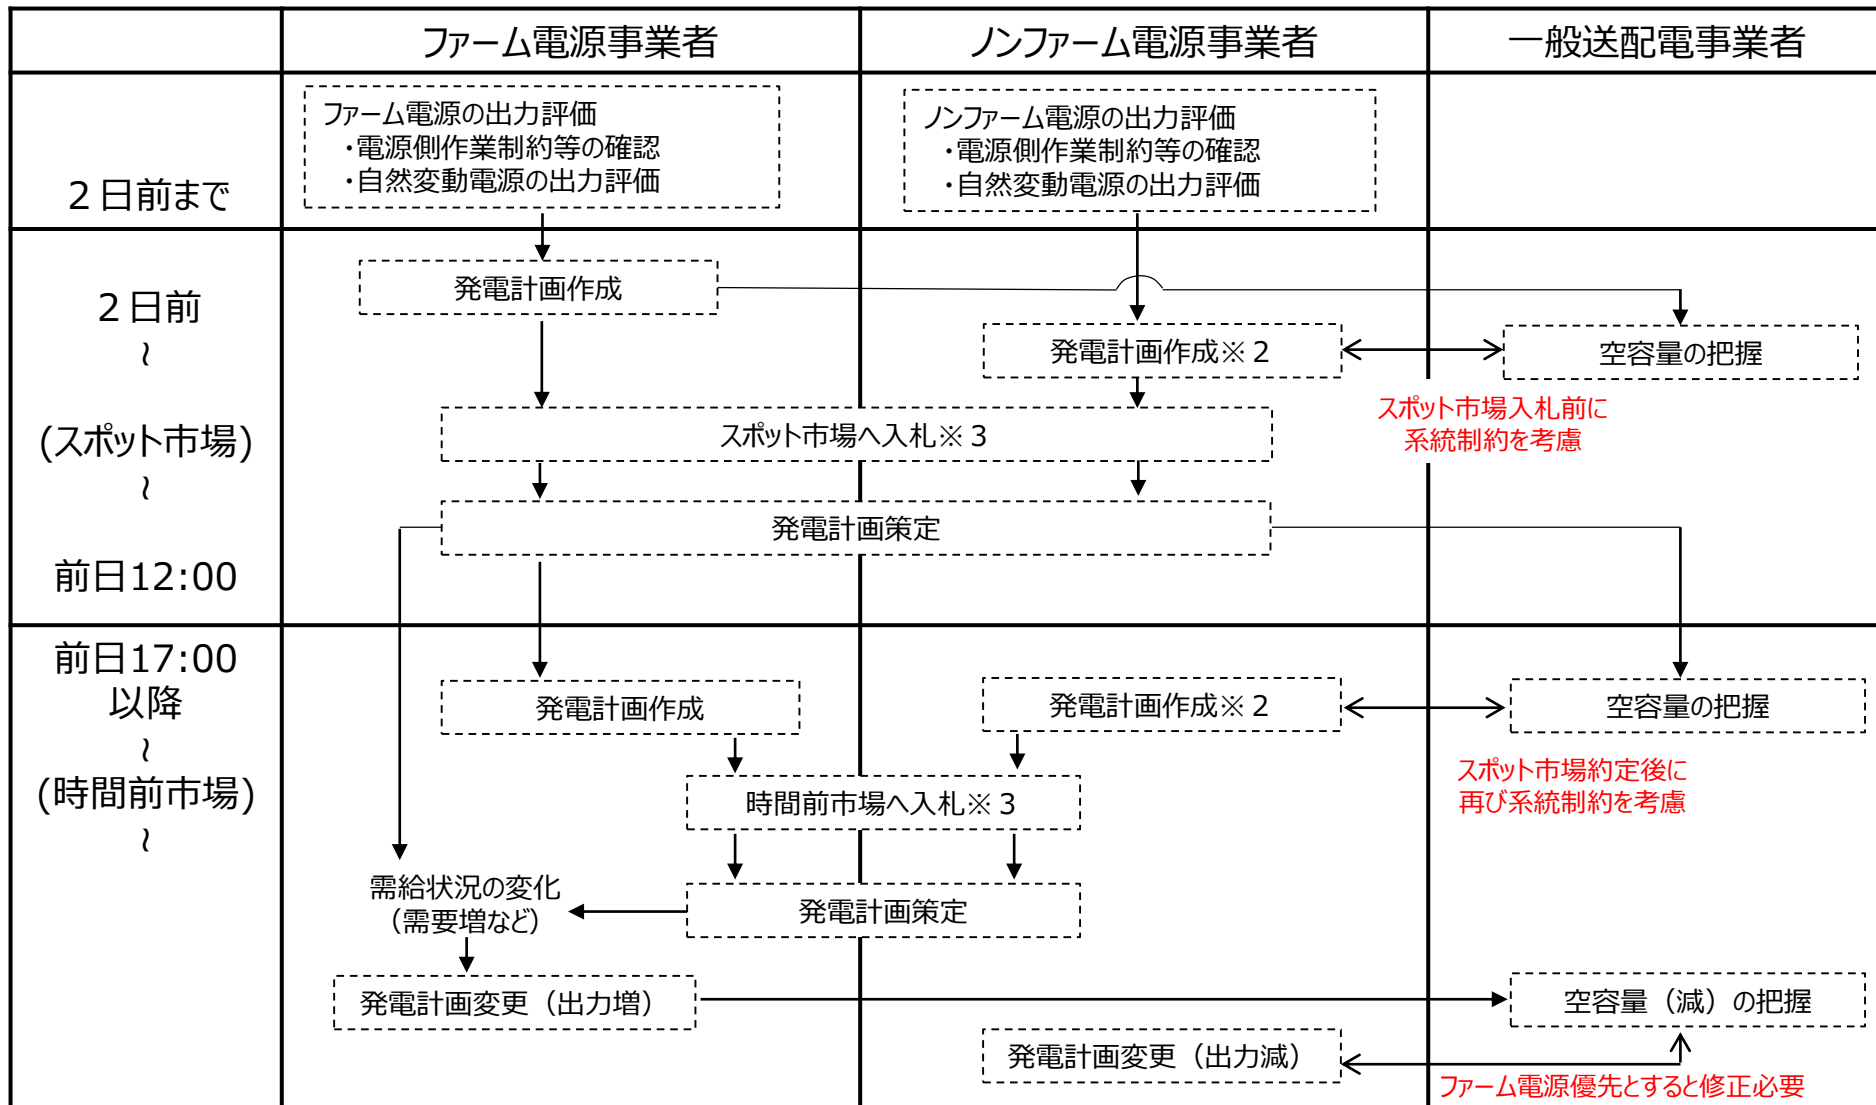 ファーム電源事業者
ノンファーム電源事業者
一般送配電事業者
２日前まで
ファーム電源の出力評価
・電源側作業制約等の確認
・自然変動電源の出力評価
ノンファーム電源の出力評価
・電源側作業制約等の確認
・自然変動電源の出力評価
２日前
～
(スポット市場)
～
前日12:00
発電計画作成
発電計画作成※２
空容量の把握
スポット市場入札前に
系統制約を考慮
スポット市場へ入札※３
発電計画策定
前日17:00
以降
～
(時間前市場)
～
発電計画作成
発電計画作成※２
空容量の把握
スポット市場約定後に
再び系統制約を考慮
時間前市場へ入札※３
需給状況の変化
（需要増など）
発電計画策定
発電計画変更（出力増）
空容量（減）の把握
発電計画変更（出力減）
ファーム電源優先とすると修正必要